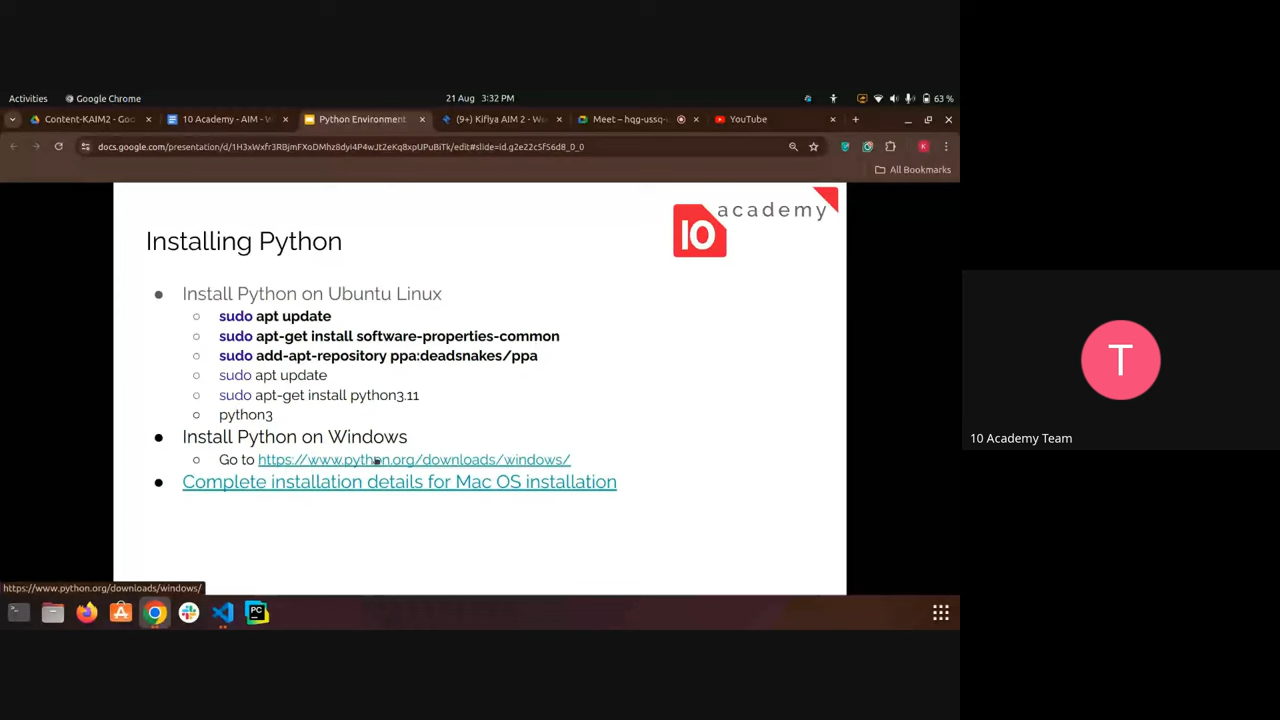 Activities
Google Chrome
21 Aug 3:32 PM
63 %
Content-KAIM2 - Goo
10 Academy - AIM - W
Python Environment
(9+) Kifiya AIM 2 - We
Meet – hqg-ussq-
YouTube
docs.google.com/presentation/d/1H3xWxfr3RBjmFXoDMhz8dyI4P4wJt2eKq8xpUPuBiTk/edit#slide=id.g2e22c5f56d8_0_0
K
All Bookmarks
10 academy
Installing Python
● Install Python on Ubuntu Linux
○ sudo apt update
○ sudo apt-get install software-properties-common
○ sudo add-apt-repository ppa:deadsnakes/ppa
○ sudo apt update
○ sudo apt-get install python3.11
○ python3
● Install Python on Windows
○ Go to https://www.python.org/downloads/windows/
● Complete installation details for Mac OS installation
https://www.python.org/downloads/windows/
PC
T
10 Academy Team